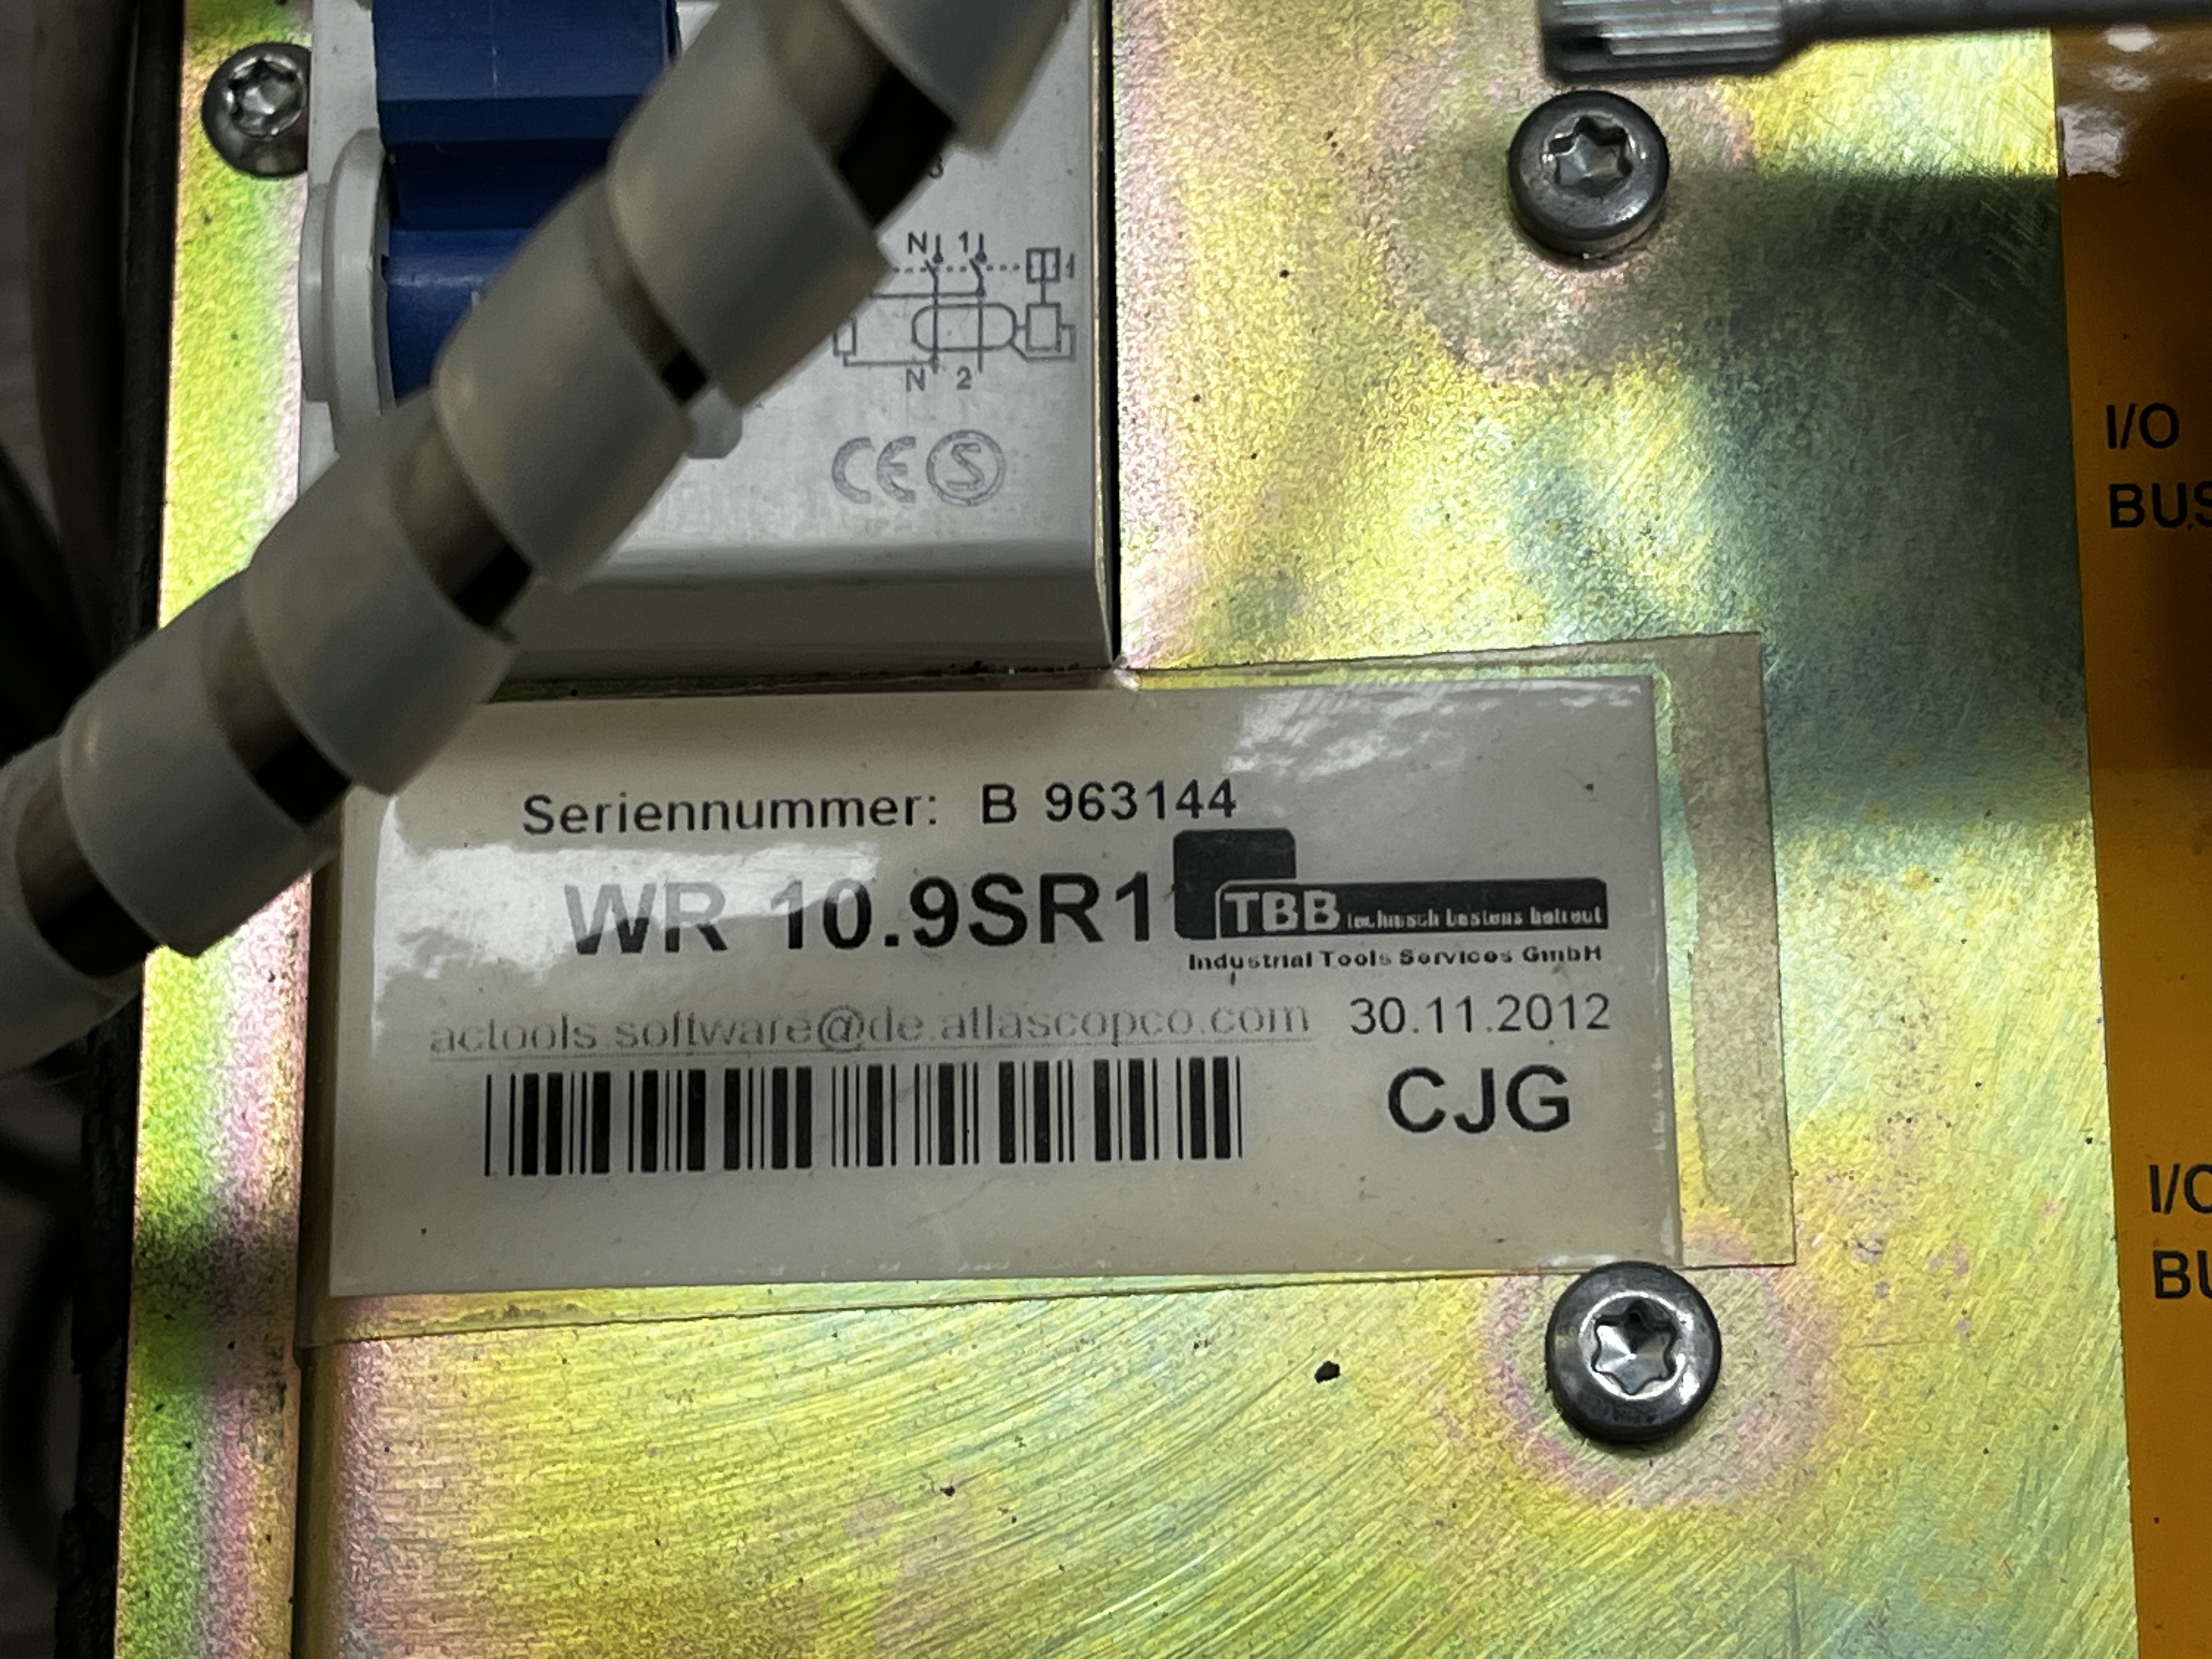 N 1
N 2
CE S
I/O
BUS
Seriennummer: B 963144
WR 10.9SR1
TBB technisch bestens betreut
Industrial Tools Services GmbH
actools.software@de.atlascopco.com 30.11.2012
CJG
I/O